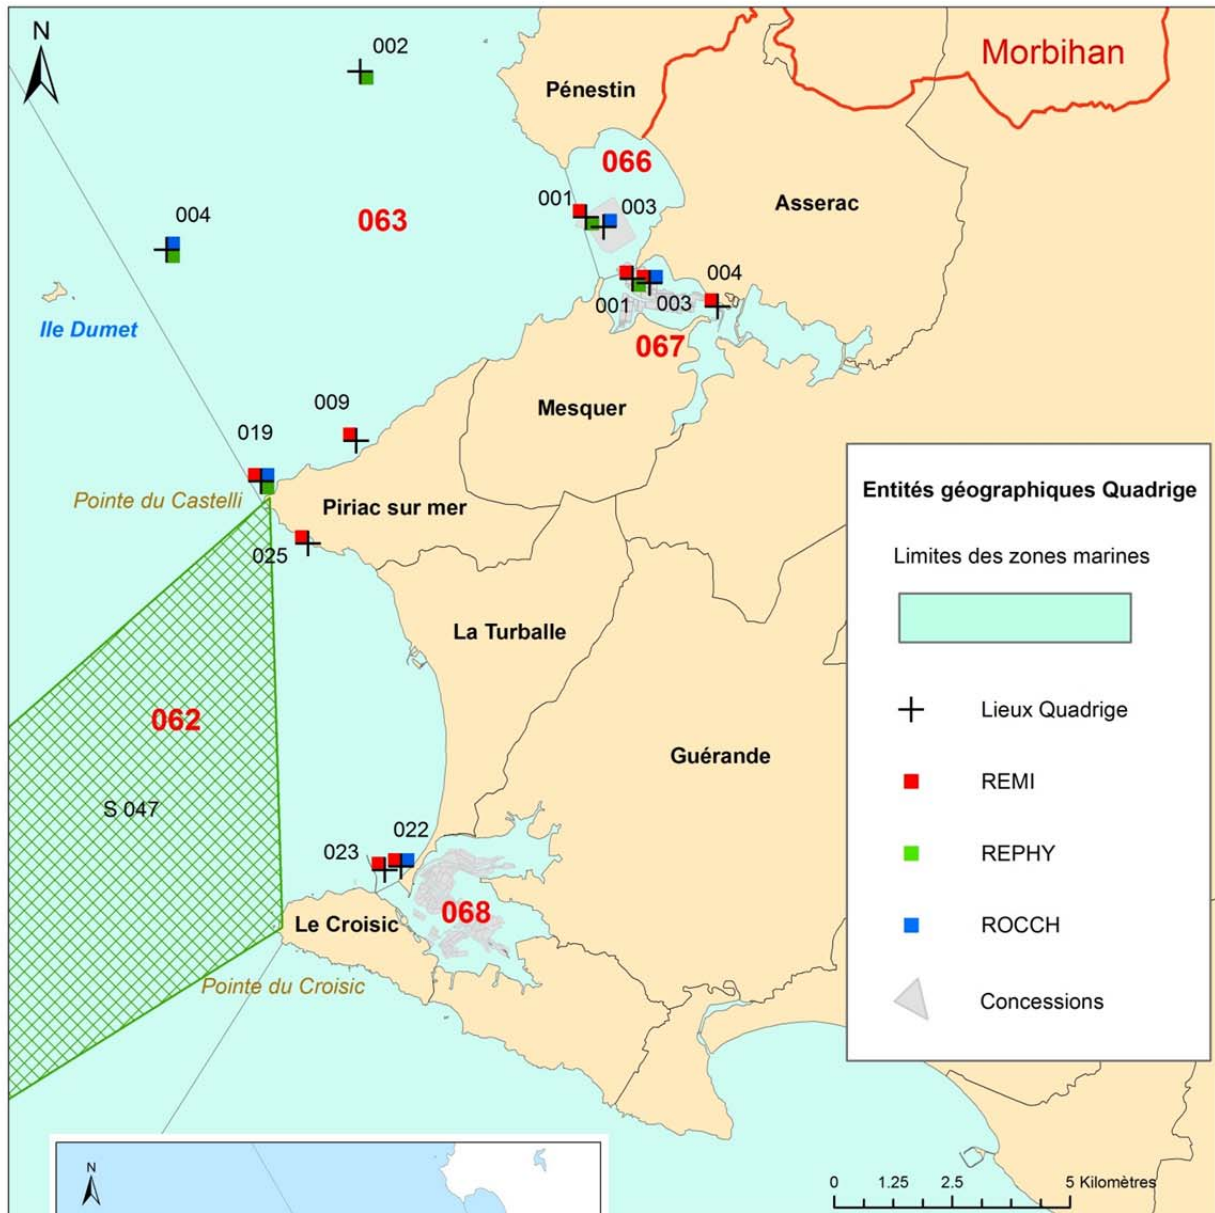 N
002
Morbihan
Pénestin
066
001
003
Asserac
004
063
004
001
003
067
Ile Dumet
009
Mesquer
019
Pointe du Castelli
Piriac sur mer
025
La Turballe
062
S 047
Guérande
022
023
068
Le Croisic
Pointe du Croisic
Entités géographiques Quadrige
Limites des zones marines
Lieux Quadrige
REMI
REPHY
ROCCH
Concessions
N
0 1.25 2.5 5 Kilomètres